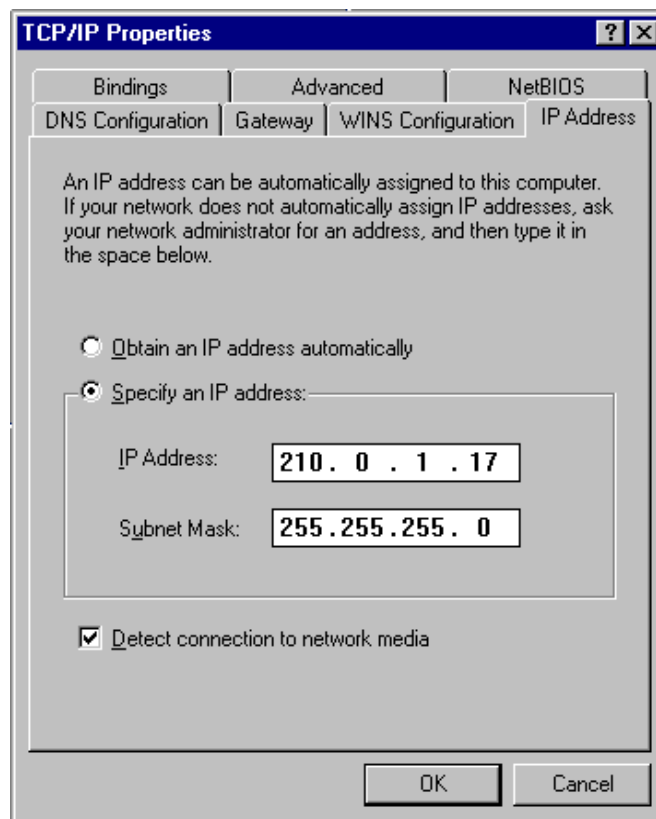 TCP/IP Properties
Bindings Advanced NetBIOS
DNS Configuration Gateway WINS Configuration IP Address
An IP address can be automatically assigned to this computer.
If your network does not automatically assign IP addresses, ask
your network administrator for an address, and then type it in
the space below.
Obtain an IP address automatically
Specify an IP address:
IP Address: 210. 0 . 1 . 17
Subnet Mask: 255.255.255. 0
Detect connection to network media
OK Cancel